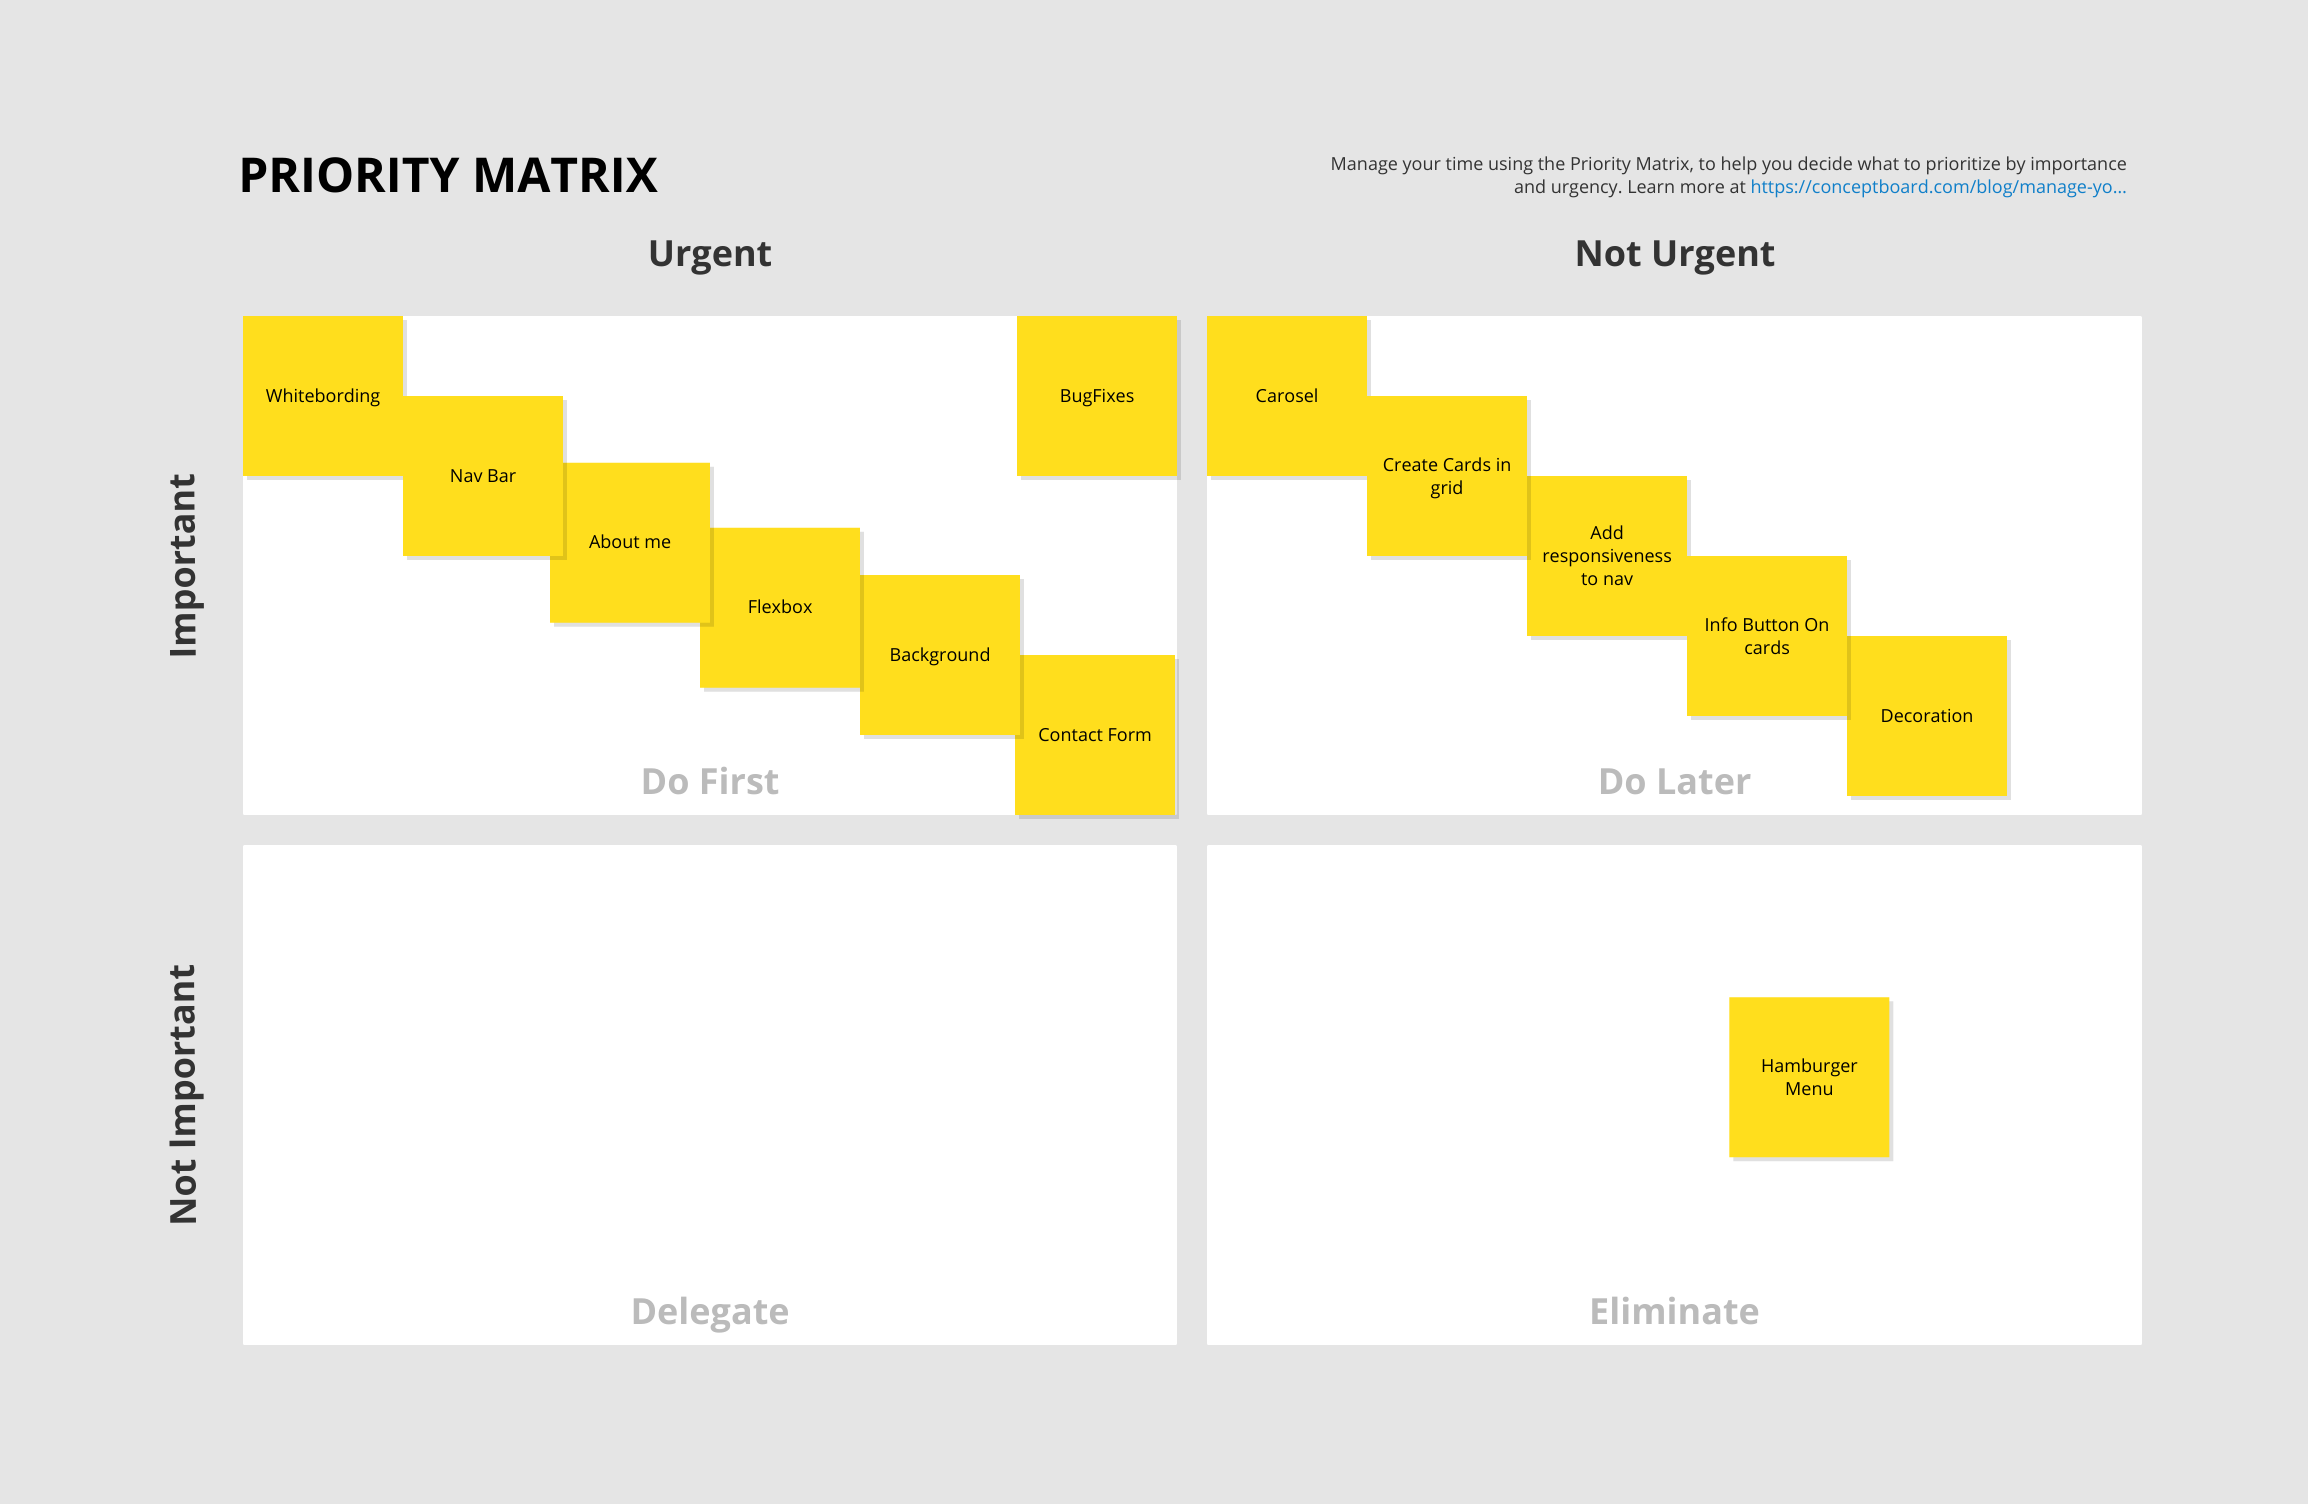 PRIORITY MATRIX
Manage your time using the Priority Matrix, to help you decide what to prioritize by importance
and urgency. Learn more at https://conceptboard.com/blog/manage-yo...
Urgent
Not Urgent
Important
Whitebording
Nav Bar
About me
Flexbox
Background
Contact Form
BugFixes
Do First
Carosel
Create Cards in
grid
Add
responsiveness
to nav
Info Button On
cards
Decoration
Do Later
Not Important
Delegate
Hamburger
Menu
Eliminate